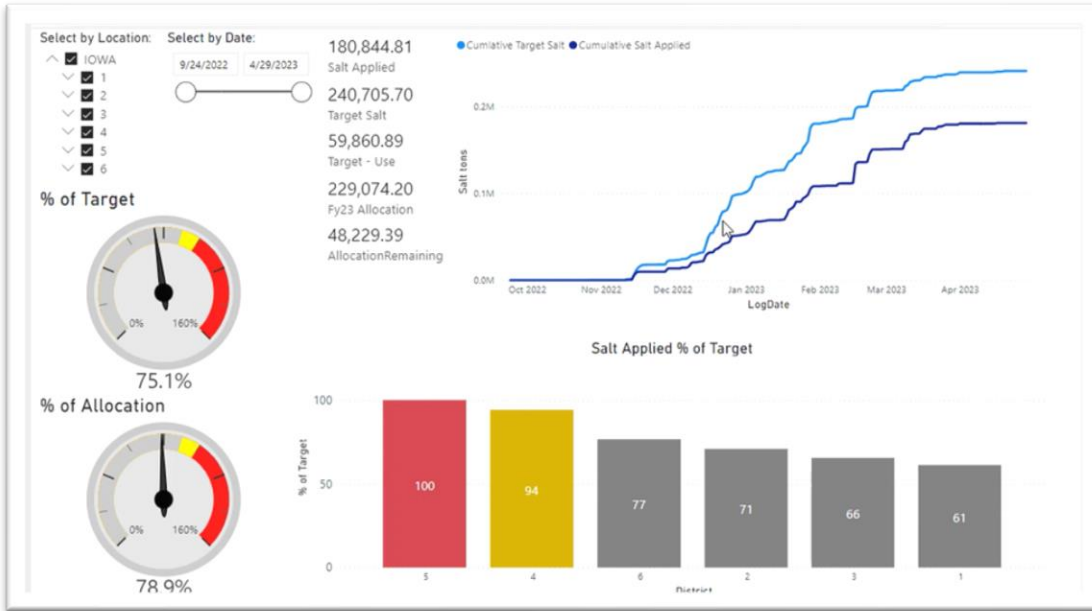 Select by Location:
IOWA
1
2
3
4
5
6
Select by Date:
9/24/2022 4/29/2023
180,844.81
Salt Applied
240,705.70
Target Salt
59,860.89
Target - Use
229,074.20
Fy23 Allocation
48,229.39
AllocationRemaining
Cumlative Target Salt Cumulative Salt Applied
Salt tons
0.2M
0.1M
0.0M
Oct 2022 Nov 2022 Dec 2022 Jan 2023 Feb 2023 Mar 2023 Apr 2023
LogDate
% of Target
0% 160%
75.1%
% of Allocation
0% 160%
78.9%
Salt Applied % of Target
% of Target
100
50
0
100 94 77 71 66 61
5 4 6 2 3 1
District